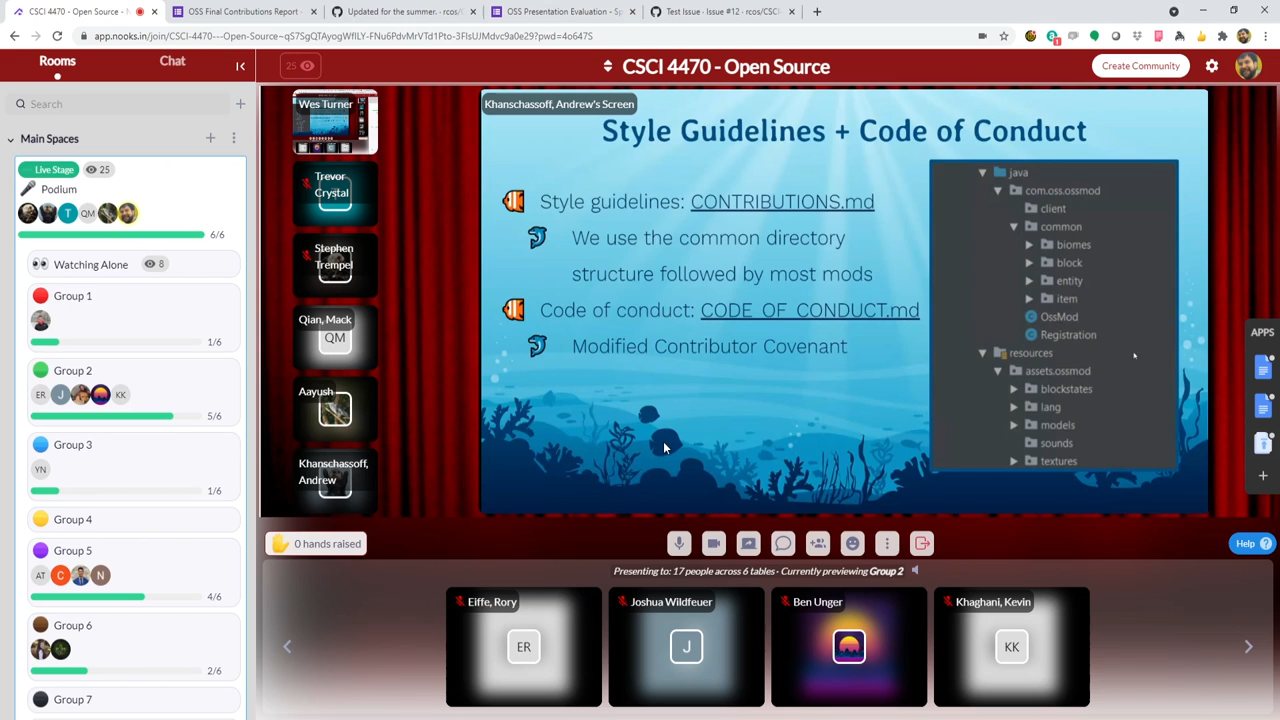 CSCI 4470 - Open Source - N
OSS Final Contributions Report -
Updated for the summer. · rcos/
OSS Presentation Evaluation - Sp
Test Issue · Issue #12 · rcos/CSCI
app.nooks.in/join/CSCI-4470---Open-Source~qS7SgQTAyogWfILY-FNu6PdvMrVTd1Pto-3FIsUJMdvc9a0e29?pwd=4o647S
Rooms
Chat
25
CSCI 4470 - Open Source
Create Community
Search
Main Spaces
Live Stage
25
Podium
T
QM
6/6
Watching Alone
8
Group 1
1/6
Group 2
ER
J
KK
5/6
Group 3
YN
1/6
Group 4
Group 5
AT
C
N
4/6
Group 6
2/6
Group 7
Wes Turner
Trevor
Crystal
Stephen
Trempel
Qian, Mack
QM
Aayush
Khanschassoff,
Andrew
Khanschassoff, Andrew's Screen
Style Guidelines + Code of Conduct
Style guidelines: CONTRIBUTIONS.md
We use the common directory
structure followed by most mods
Code of conduct: CODE_OF_CONDUCT.md
Modified Contributor Covenant
java
com.oss.ossmod
client
common
biomes
block
entity
item
OssMod
Registration
resources
assets.ossmod
blockstates
lang
models
sounds
textures
APPS
0 hands raised
Help
Presenting to: 17 people across 6 tables · Currently previewing Group 2
Eiffe, Rory
ER
Joshua Wildfeuer
J
Ben Unger
Khaghani, Kevin
KK